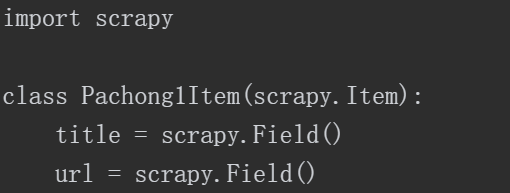 import scrapy
class Pachong1Item(scrapy.Item):
    title = scrapy.Field()
    url = scrapy.Field()